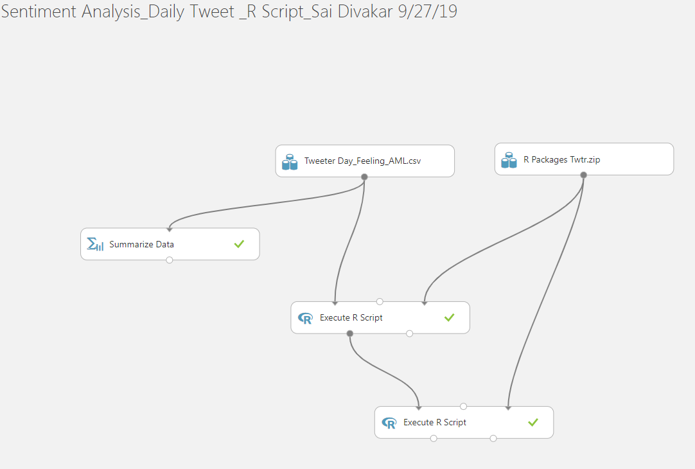 Sentiment Analysis_Daily Tweet _R Script_Sai Divakar 9/27/19
Tweeter Day_Feeling_AML.csv
R Packages Twtr.zip
Summarize Data
Execute R Script
Execute R Script